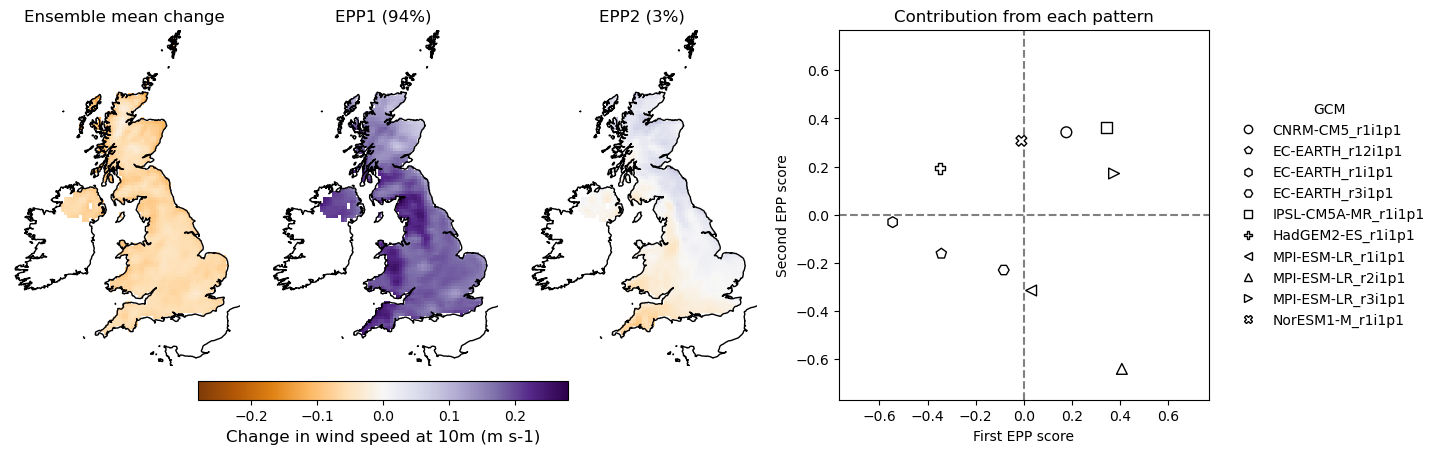 Ensemble mean change
EPP1 (94%)
EPP2 (3%)
−0.2 −0.1 0.0 0.1 0.2
Change in wind speed at 10m (m s-1)
Contribution from each pattern
Second EPP score
0.6
0.4
0.2
0.0
−0.2
−0.4
−0.6
−0.6 −0.4 −0.2 0.0 0.2 0.4 0.6
First EPP score
GCM
CNRM-CM5_r1i1p1
EC-EARTH_r12i1p1
EC-EARTH_r1i1p1
EC-EARTH_r3i1p1
IPSL-CM5A-MR_r1i1p1
HadGEM2-ES_r1i1p1
MPI-ESM-LR_r1i1p1
MPI-ESM-LR_r2i1p1
MPI-ESM-LR_r3i1p1
NorESM1-M_r1i1p1